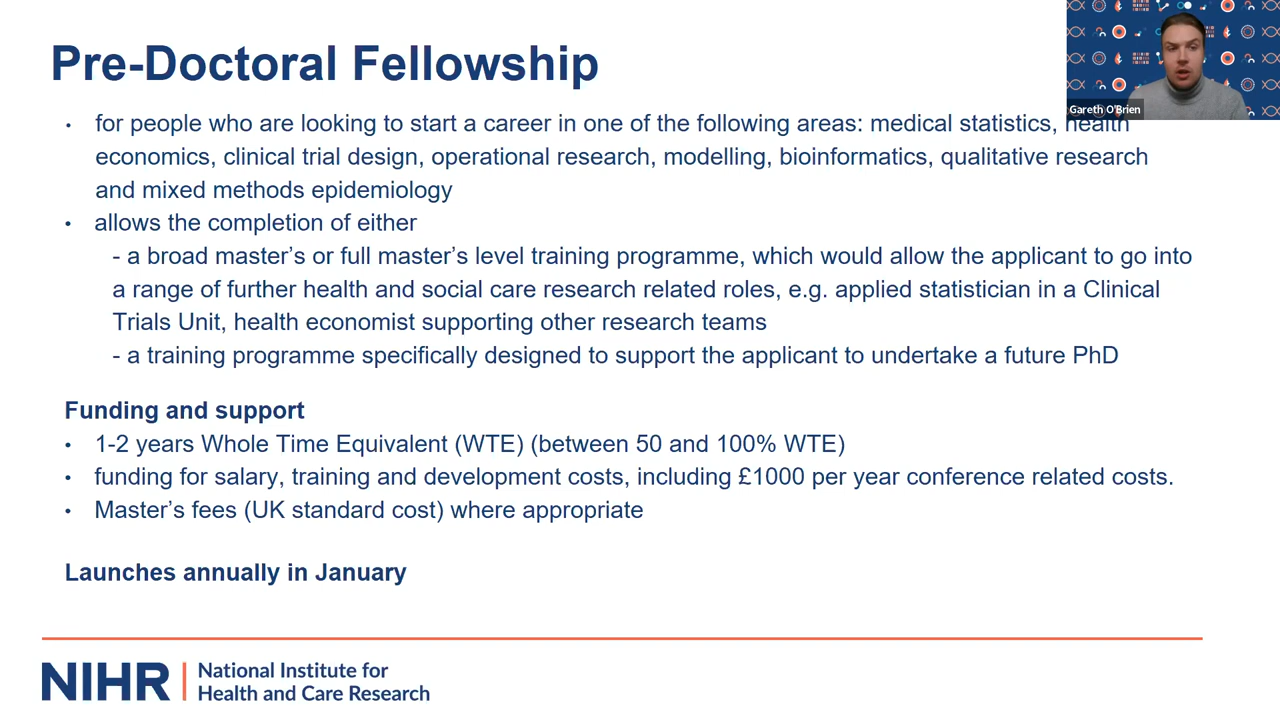 Pre-Doctoral Fellowship
Gareth O'Brien
• for people who are looking to start a career in one of the following areas: medical statistics, health
economics, clinical trial design, operational research, modelling, bioinformatics, qualitative research
and mixed methods epidemiology
• allows the completion of either
- a broad master’s or full master’s level training programme, which would allow the applicant to go into
a range of further health and social care research related roles, e.g. applied statistician in a Clinical
Trials Unit, health economist supporting other research teams
- a training programme specifically designed to support the applicant to undertake a future PhD
Funding and support
• 1-2 years Whole Time Equivalent (WTE) (between 50 and 100% WTE)
• funding for salary, training and development costs, including £1000 per year conference related costs.
• Master’s fees (UK standard cost) where appropriate
Launches annually in January
NIHR | National Institute for
Health and Care Research